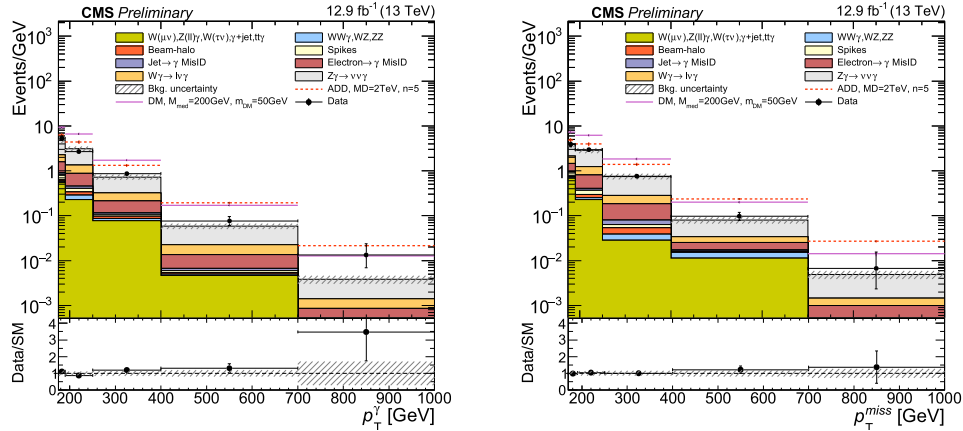 CMS Preliminary 12.9 fb⁻¹ (13 TeV)
Events/GeV
10³
10²
10
1
10⁻¹
10⁻²
10⁻³
W(μν),Z(ll)γ,W(τν),γ+jet,ttγ WWγ,WZ,ZZ
Beam-halo Spikes
Jet→ γ MisID Electron→ γ MisID
Wγ→ lνγ Zγ→ ννγ
Bkg. uncertainty ADD, MD=2TeV, n=5
DM, M_med=200GeV, m_DM=50GeV Data
Data/SM
4
3
2
1
0
200 300 400 500 600 700 800 900 1000
p_T^γ [GeV]
CMS Preliminary 12.9 fb⁻¹ (13 TeV)
Events/GeV
10³
10²
10
1
10⁻¹
10⁻²
10⁻³
W(μν),Z(ll)γ,W(τν),γ+jet,ttγ WWγ,WZ,ZZ
Beam-halo Spikes
Jet→ γ MisID Electron→ γ MisID
Wγ→ lνγ Zγ→ ννγ
Bkg. uncertainty ADD, MD=2TeV, n=5
DM, M_med=200GeV, m_DM=50GeV Data
Data/SM
4
3
2
1
0
200 300 400 500 600 700 800 900 1000
p_T^miss [GeV]